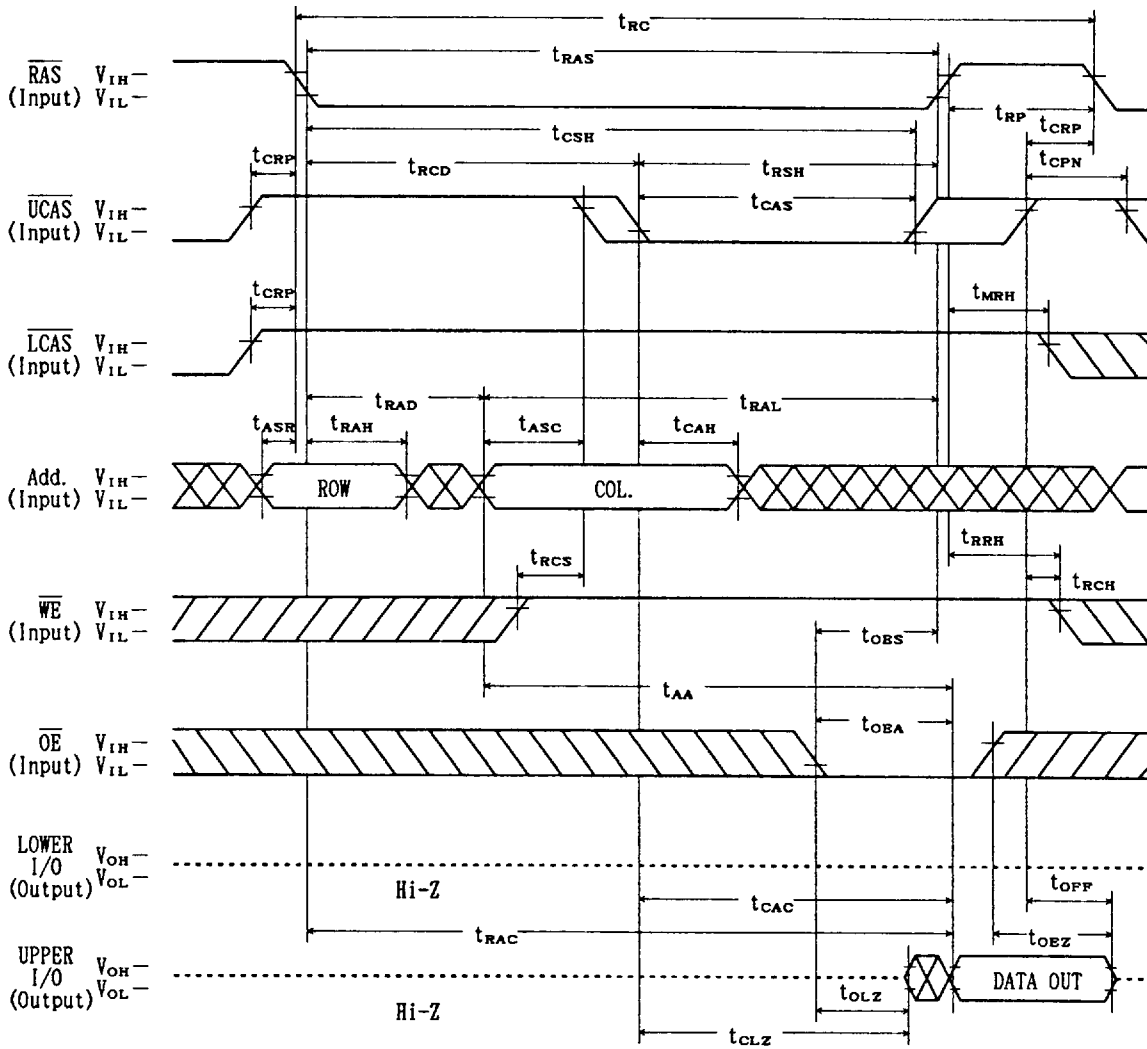 tRC
tRAS
RAS VIH—
(Input) VIL—
tRP
tCRP
tCSH
tCRP
tRCD
tRSH
tCPN
UCAS VIH—
(Input) VIL—
tCAS
tCRP
tMRH
LCAS VIH—
(Input) VIL—
tRAD
tRAL
tASR
tRAH
tASC
tCAH
Add. VIH—
(Input) VIL—
ROW
COL.
tRRH
tRCS
tRCH
WE VIH—
(Input) VIL—
tOES
tAA
tOEA
OE VIH—
(Input) VIL—
LOWER
I/O VOH—
(Output) VOL—
Hi-Z
tOFF
tCAC
tRAC
tOEZ
UPPER
I/O VOH—
(Output) VOL—
DATA OUT
Hi-Z
tOLZ
tCLZ